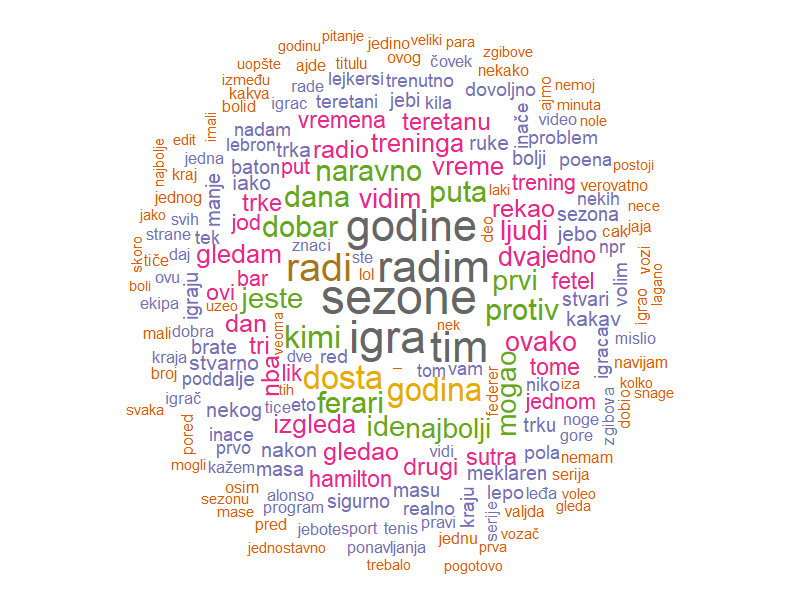 pitanje
godinu jedino veliki para
uopšte ajde titulu ovog čovek zgibove
između rade lejkersi trenutno nekako
kakva igrac teretani jebi kila dovoljno ajmo nemoj
bolid vremena teretanu inače minuta
imali nadam radio treninga ruke video nole
edit lebron trka problem
najbolje jedna baton put naravno vreme bolji poena postoji
kraj iako dana vidim puta laki trening verovatno
jednog manje trke rekao nekih nece
jako svih jod dobar godine deo ljudi sezona jaja
strane tek znaci jebo cak
skoro tiče daj gledam radi ste radim dva jedno npr vozi
boli ovu igraju bar lol prvi fetel volim lagano
ekipa uzeo ovi jeste sezone protiv stvari igrao
mali dobra dan kimi veoma igra nek tim kakav mislio
kraja brate tri dve red ovako igraca
broj stvarno nba lik dosta – tom vam tome navijam
poddalje tih godina federer mogao niko iza kolko
svaka igrač nekog tice eto ferari jednom zgibova dobio snage
pored inace izgleda ide najbolji trku noge
prvo nakon gledao vidi sutra pola gore
mogli kažem masa drugi meklaren nemam
sezonu osim hamilton masu kraju lepo leđa serija
mase alonso sigurno realno serije valjda voleo gleda
pred program jebote sport tenis pravi vozač
jednostavno ponavljanja jednu prva
trebalo pogotovo